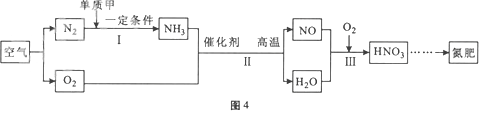 单质甲
N₂
一定条件
Ⅰ
NH₃
空气
O₂
催化剂 高温
Ⅱ
NO
H₂O
O₂
Ⅲ
HNO₃
……
氮肥
图4